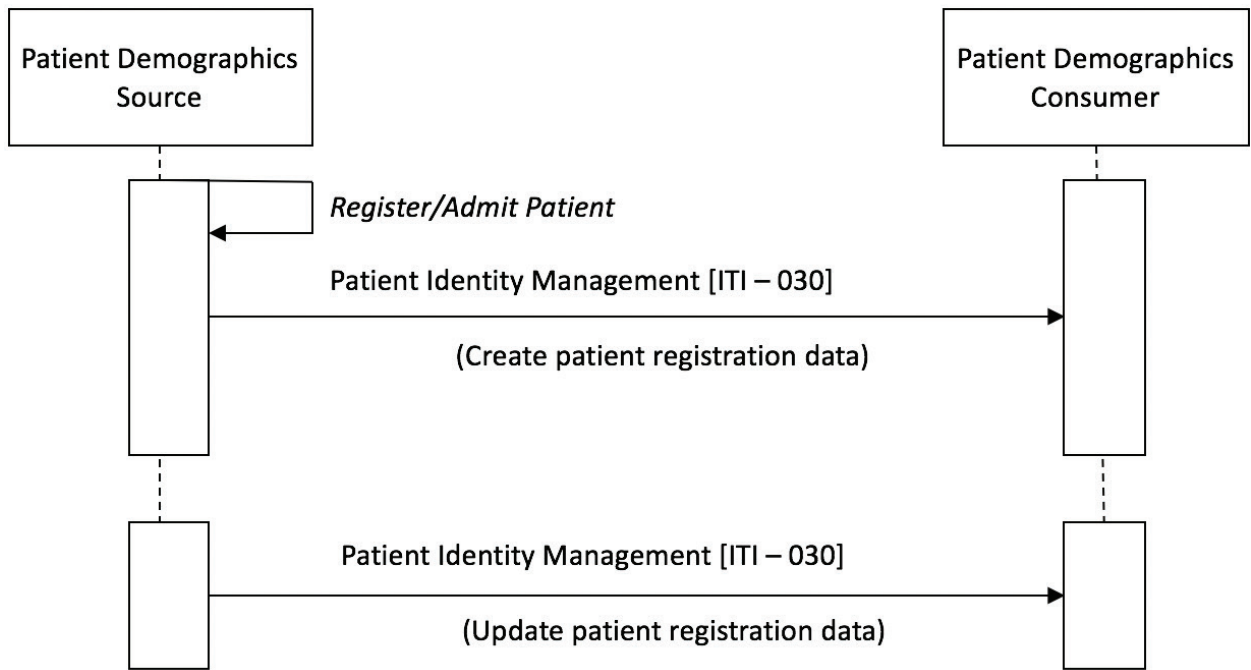 Patient Demographics
Source
Patient Demographics
Consumer
Register/Admit Patient
Patient Identity Management [ITI – 030]
(Create patient registration data)
Patient Identity Management [ITI – 030]
(Update patient registration data)